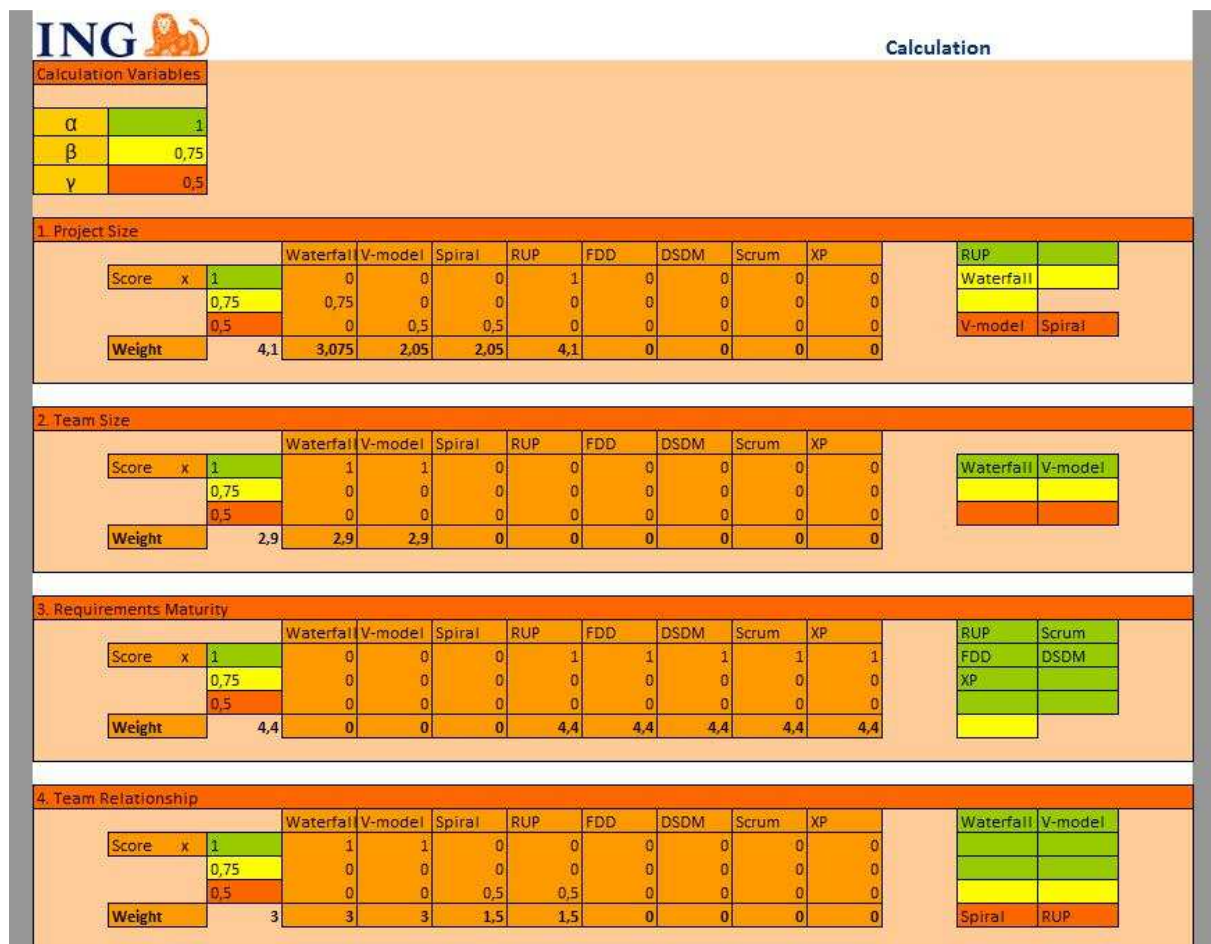 ING
Calculation
Calculation Variables
α 1
β 0,75
γ 0,5
1. Project Size
Waterfall V-model Spiral RUP FDD DSDM Scrum XP RUP
Score x 1 0 0 0 1 0 0 0 0 Waterfall
0,75 0,75 0 0 0 0 0 0 0
0,5 0 0,5 0,5 0 0 0 0 0 V-model Spiral
Weight 4,1 3,075 2,05 2,05 4,1 0 0 0 0
2. Team Size
Waterfall V-model Spiral RUP FDD DSDM Scrum XP
Score x 1 1 1 0 0 0 0 0 0 Waterfall V-model
0,75 0 0 0 0 0 0 0 0
0,5 0 0 0 0 0 0 0 0
Weight 2,9 2,9 2,9 0 0 0 0 0 0
3. Requirements Maturity
Waterfall V-model Spiral RUP FDD DSDM Scrum XP RUP Scrum
Score x 1 0 0 0 1 1 1 1 1 FDD DSDM
0,75 0 0 0 0 0 0 0 0 XP
0,5 0 0 0 0 0 0 0 0
Weight 4,4 0 0 0 4,4 4,4 4,4 4,4 4,4
4. Team Relationship
Waterfall V-model Spiral RUP FDD DSDM Scrum XP Waterfall V-model
Score x 1 1 1 0 0 0 0 0 0
0,75 0 0 0 0 0 0 0 0
0,5 0 0 0,5 0,5 0 0 0 0
Weight 3 3 3 1,5 1,5 0 0 0 0 Spiral RUP